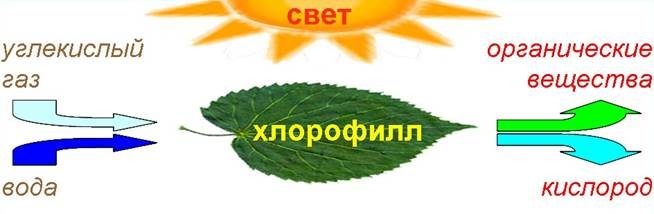 свет
углекислый
газ
органические
вещества
хлорофилл
вода
кислород